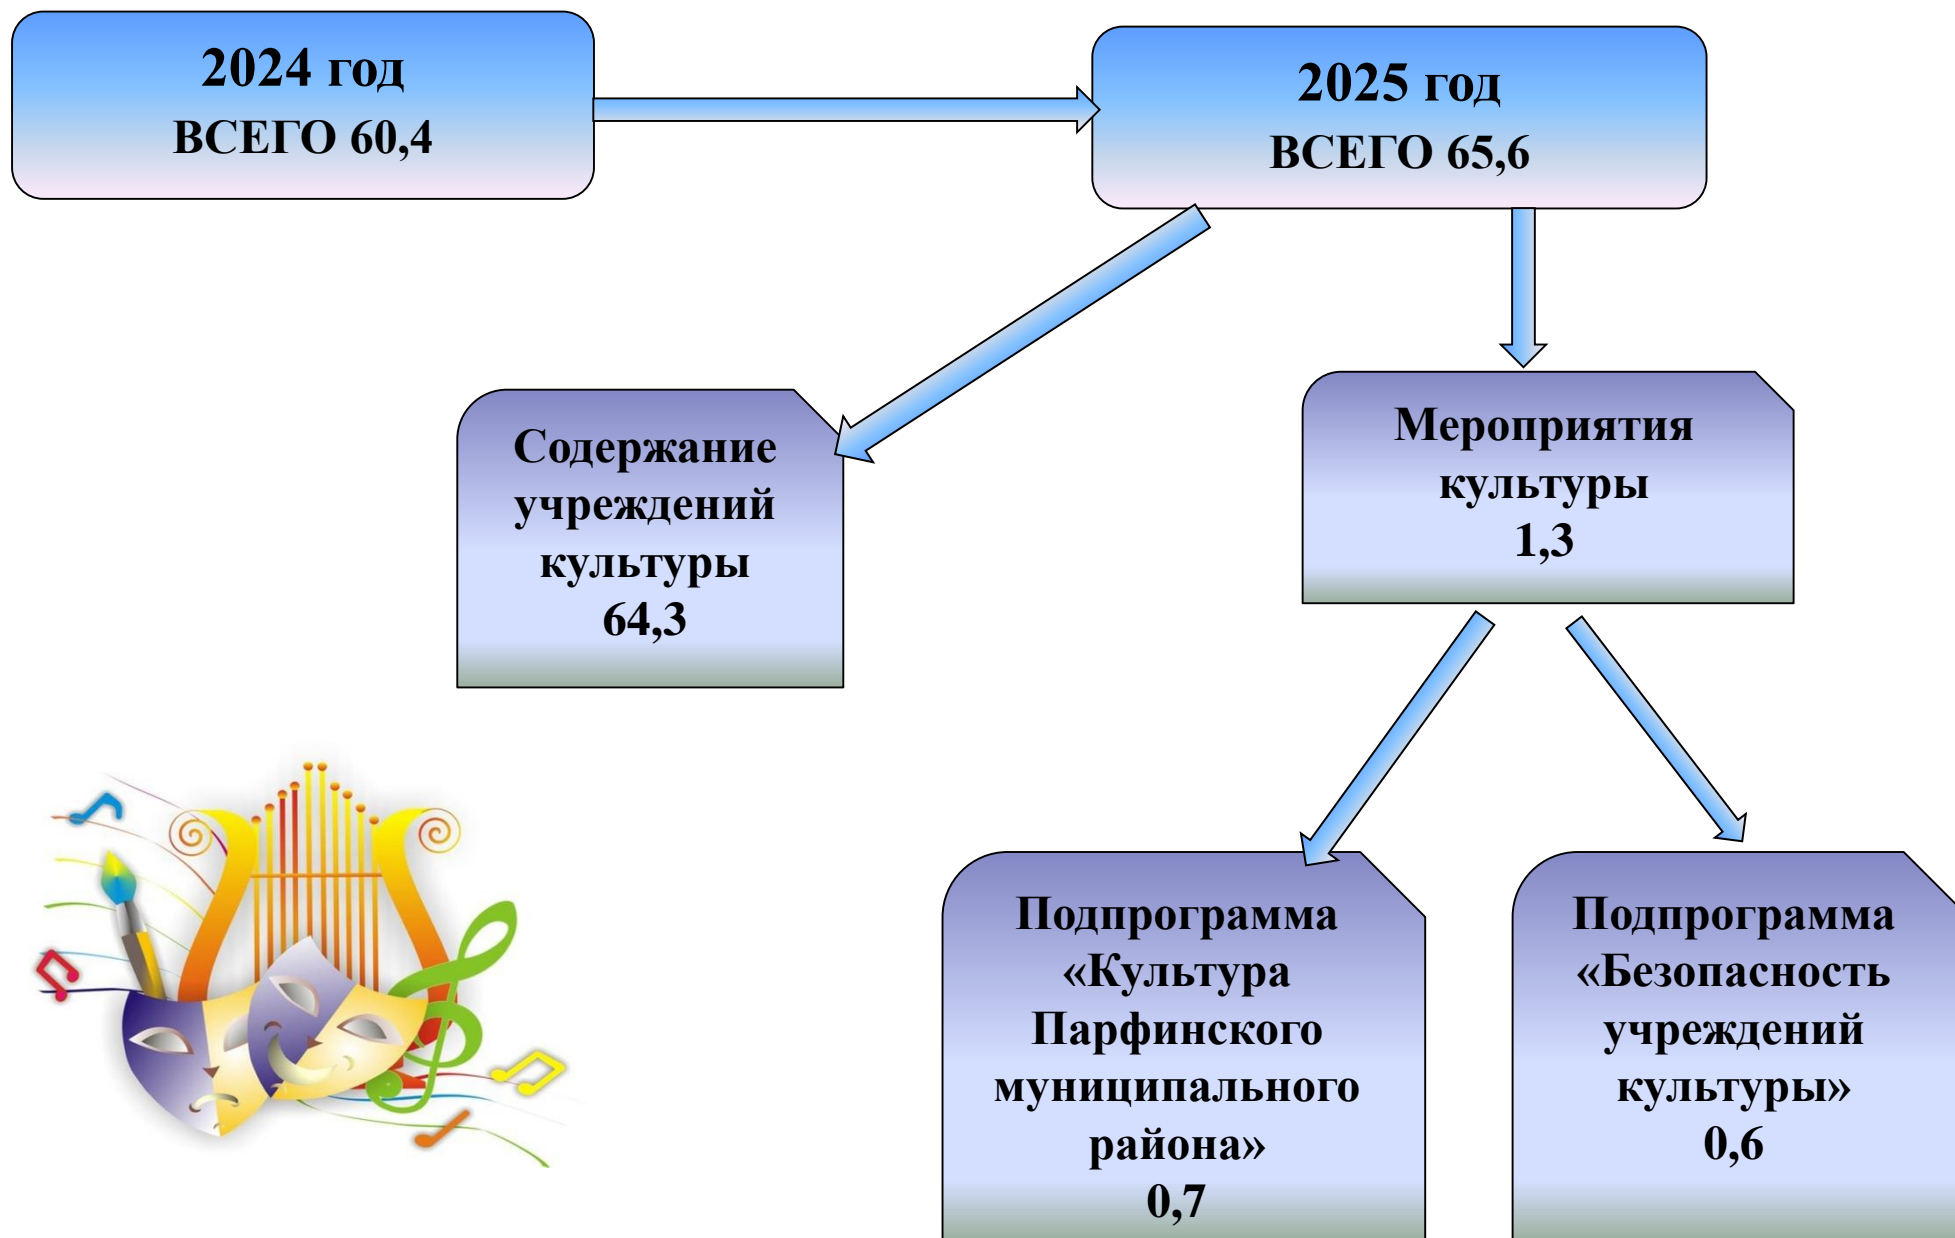 2024 год
ВСЕГО 60,4
2025 год
ВСЕГО 65,6
Содержание
учреждений
культуры
64,3
Мероприятия
культуры
1,3
Подпрограмма
«Культура
Парфинского
муниципального
района»
0,7
Подпрограмма
«Безопасность
учреждений
культуры»
0,6